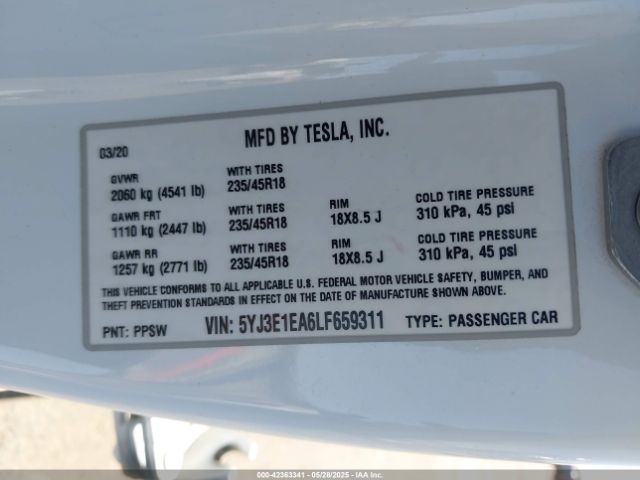 MFD BY TESLA, INC.
03/20
GVWR
2060 kg (4541 lb)
WITH TIRES
235/45R18
GAWR FRT
1110 kg (2447 lb)
WITH TIRES
235/45R18
RIM
18X8.5 J
COLD TIRE PRESSURE
310 kPa, 45 psi
GAWR RR
1257 kg (2771 lb)
WITH TIRES
235/45R18
RIM
18X8.5 J
COLD TIRE PRESSURE
310 kPa, 45 psi
THIS VEHICLE CONFORMS TO ALL APPLICABLE U.S. FEDERAL MOTOR VEHICLE SAFETY, BUMPER, AND
THEFT PREVENTION STANDARDS IN EFFECT ON THE DATE OF MANUFACTURE SHOWN ABOVE.
PNT: PPSW VIN: 5YJ3E1EA6LF659311 TYPE: PASSENGER CAR
000-42363341 - 05/28/2025 - IAA Inc.